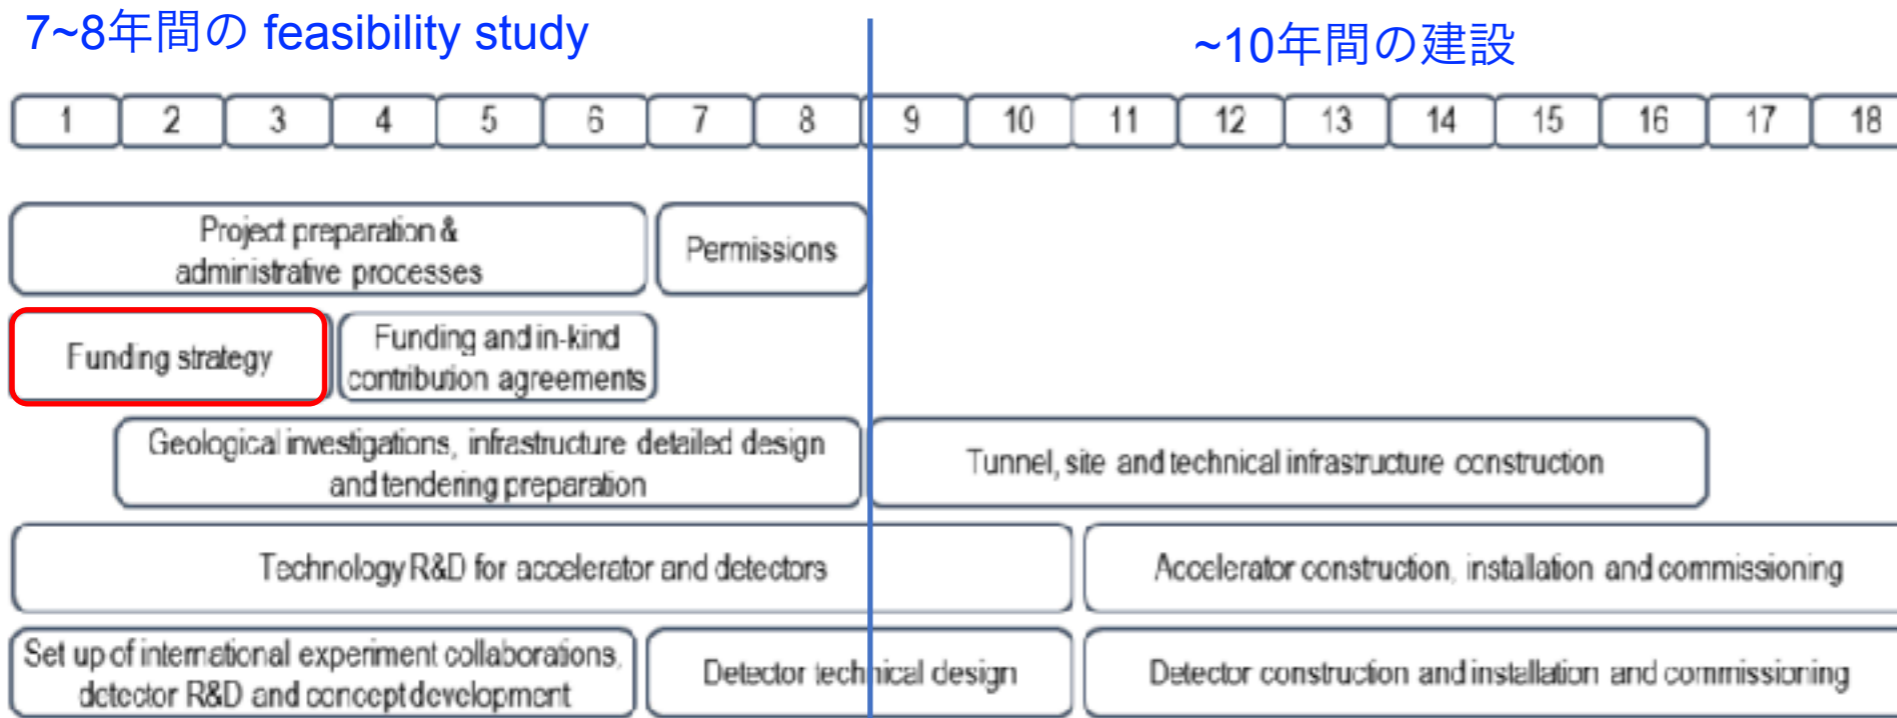 7~8年間の feasibility study
~10年間の建設
1 2 3 4 5 6 7 8 9 10 11 12 13 14 15 16 17 18
Project preparation &
administrative processes
Permissions
Funding strategy
Funding and in-kind
contribution agreements
Geological investigations, infrastructure detailed design
and tendering preparation
Tunnel, site and technical infrastructure construction
Technology R&D for accelerator and detectors
Accelerator construction, installation and commissioning
Set up of international experiment collaborations,
detector R&D and concept development
Detector technical design
Detector construction and installation and commissioning